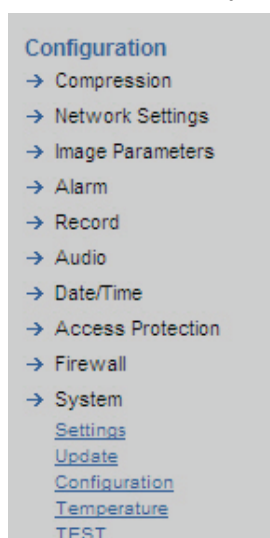 Configuration
→ Compression
→ Network Settings
→ Image Parameters
→ Alarm
→ Record
→ Audio
→ Date/Time
→ Access Protection
→ Firewall
→ System
Settings
Update
Configuration
Temperature
TEST